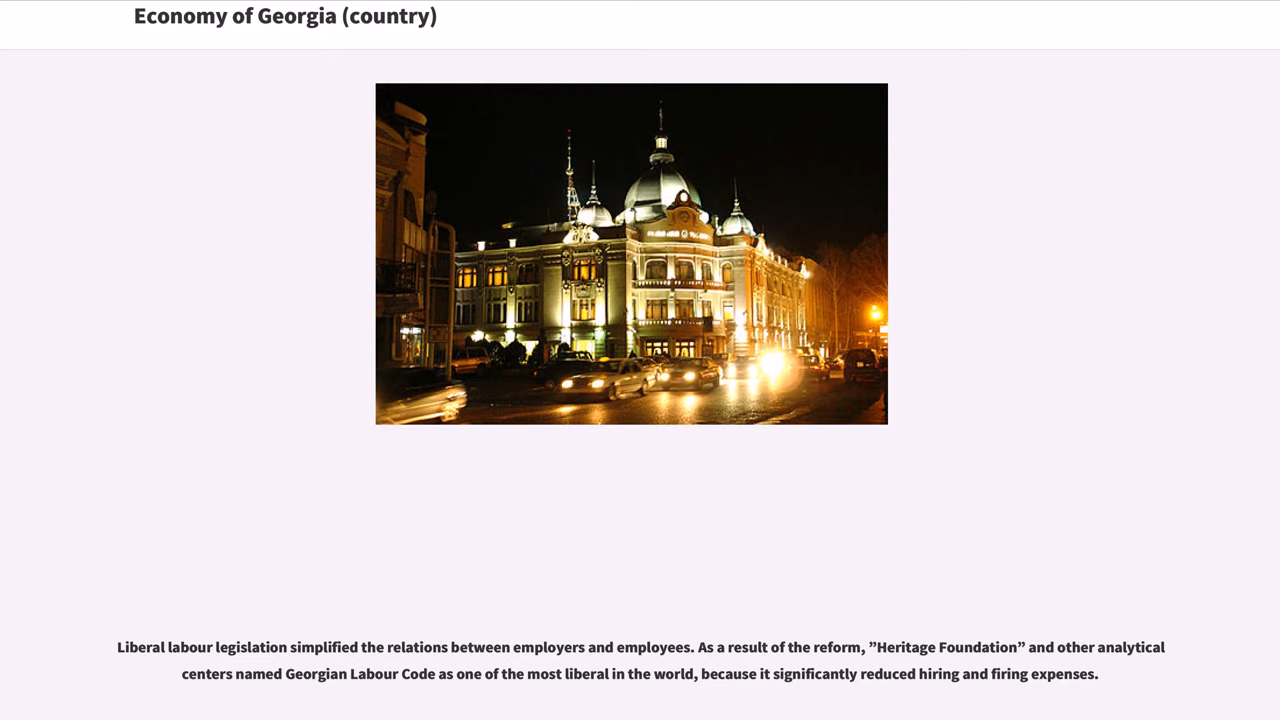 Economy of Georgia (country)
Liberal labour legislation simplified the relations between employers and employees. As a result of the reform, ”Heritage Foundation” and other analytical
centers named Georgian Labour Code as one of the most liberal in the world, because it significantly reduced hiring and firing expenses.